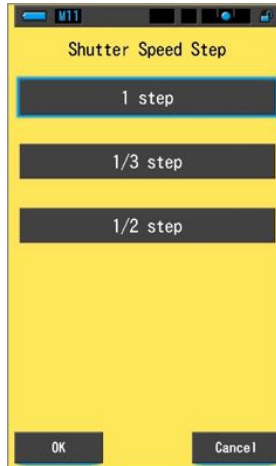 M11
Shutter Speed Step
1 step
1/3 step
1/2 step
OK
Cancel